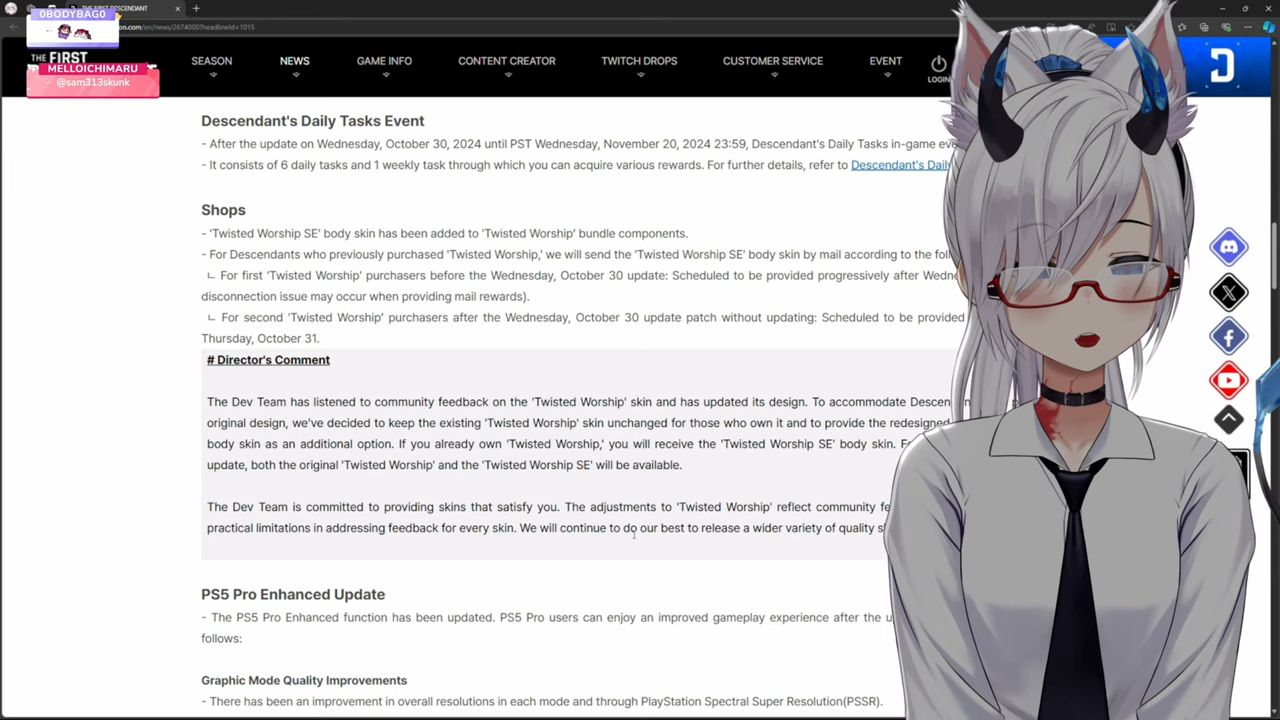 THE FIRST DESCENDANT
0BODYBAG0
.com/en/news/2674000?headlineId=1015
THE FIRST
MELLOICHIMARU
@sam313skunk
SEASON
NEWS
GAME INFO
CONTENT CREATOR
TWITCH DROPS
CUSTOMER SERVICE
EVENT
LOGIN
Descendant's Daily Tasks Event
- After the update on Wednesday, October 30, 2024 until PST Wednesday, November 20, 2024 23:59, Descendant's Daily Tasks in-game
- It consists of 6 daily tasks and 1 weekly task through which you can acquire various rewards. For further details, refer to Descendant's
Shops
- 'Twisted Worship SE' body skin has been added to 'Twisted Worship' bundle components.
- For Descendants who previously purchased 'Twisted Worship,' we will send the 'Twisted Worship SE' body skin by mail according to the
ㄴ For first 'Twisted Worship' purchasers before the Wednesday, October 30 update: Scheduled to be provided progressively after
disconnection issue may occur when providing mail rewards).
ㄴ For second 'Twisted Worship' purchasers after the Wednesday, October 30 update patch without updating: Scheduled to be provided
Thursday, October 31.
# Director's Comment
The Dev Team has listened to community feedback on the 'Twisted Worship' skin and has updated its design. To accommodate
original design, we've decided to keep the existing 'Twisted Worship' skin unchanged for those who own it and to provide the redesigned
body skin as an additional option. If you already own 'Twisted Worship,' you will receive the 'Twisted Worship SE' body skin.
update, both the original 'Twisted Worship' and the 'Twisted Worship SE' will be available.
The Dev Team is committed to providing skins that satisfy you. The adjustments to 'Twisted Worship' reflect community
practical limitations in addressing feedback for every skin. We will continue to do our best to release a wider variety of quality
PS5 Pro Enhanced Update
- The PS5 Pro Enhanced function has been updated. PS5 Pro users can enjoy an improved gameplay experience after the
follows:
Graphic Mode Quality Improvements
- There has been an improvement in overall resolutions in each mode and through PlayStation Spectral Super Resolution(PSSR).